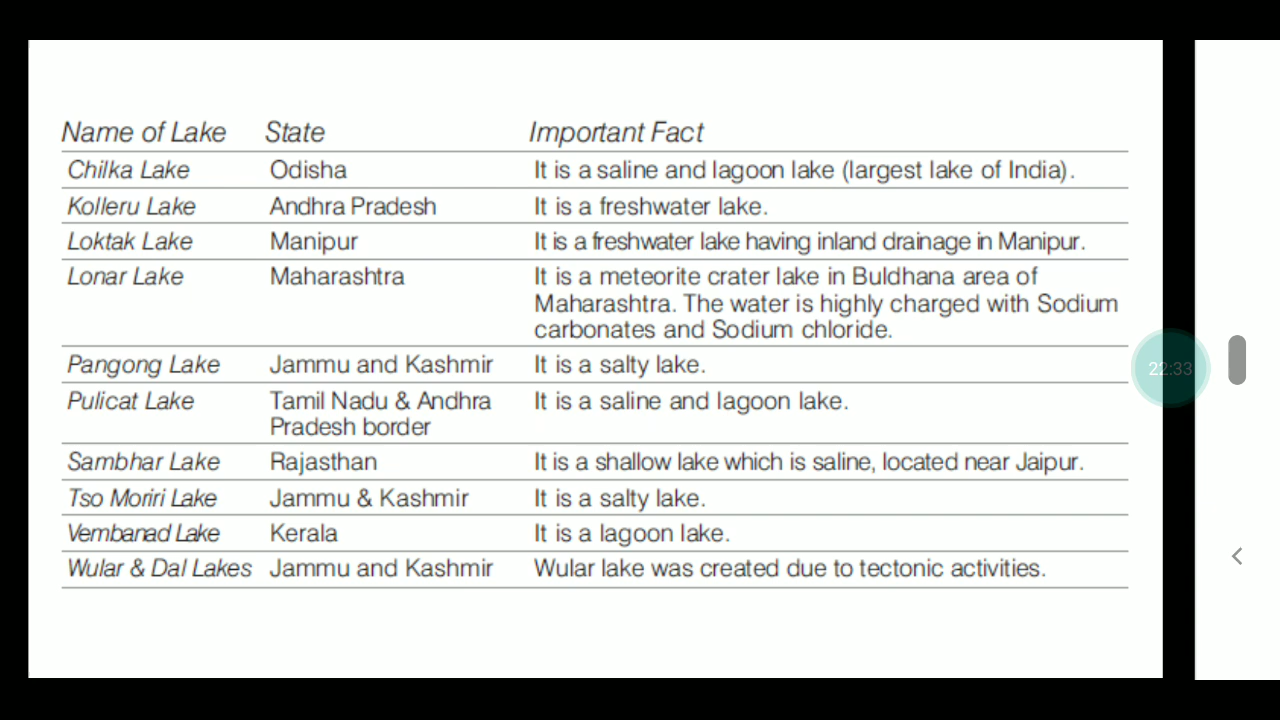 Name of Lake State Important Fact
Chilka Lake Odisha It is a saline and lagoon lake (largest lake of India).
Kolleru Lake Andhra Pradesh It is a freshwater lake.
Loktak Lake Manipur It is a freshwater lake having inland drainage in Manipur.
Lonar Lake Maharashtra It is a meteorite crater lake in Buldhana area of
Maharashtra. The water is highly charged with Sodium
carbonates and Sodium chloride.
Pangong Lake Jammu and Kashmir It is a salty lake.
Pulicat Lake Tamil Nadu & Andhra It is a saline and lagoon lake.
Pradesh border
Sambhar Lake Rajasthan It is a shallow lake which is saline, located near Jaipur.
Tso Moriri Lake Jammu & Kashmir It is a salty lake.
Vembanad Lake Kerala It is a lagoon lake.
Wular & Dal Lakes Jammu and Kashmir Wular lake was created due to tectonic activities.
22:33